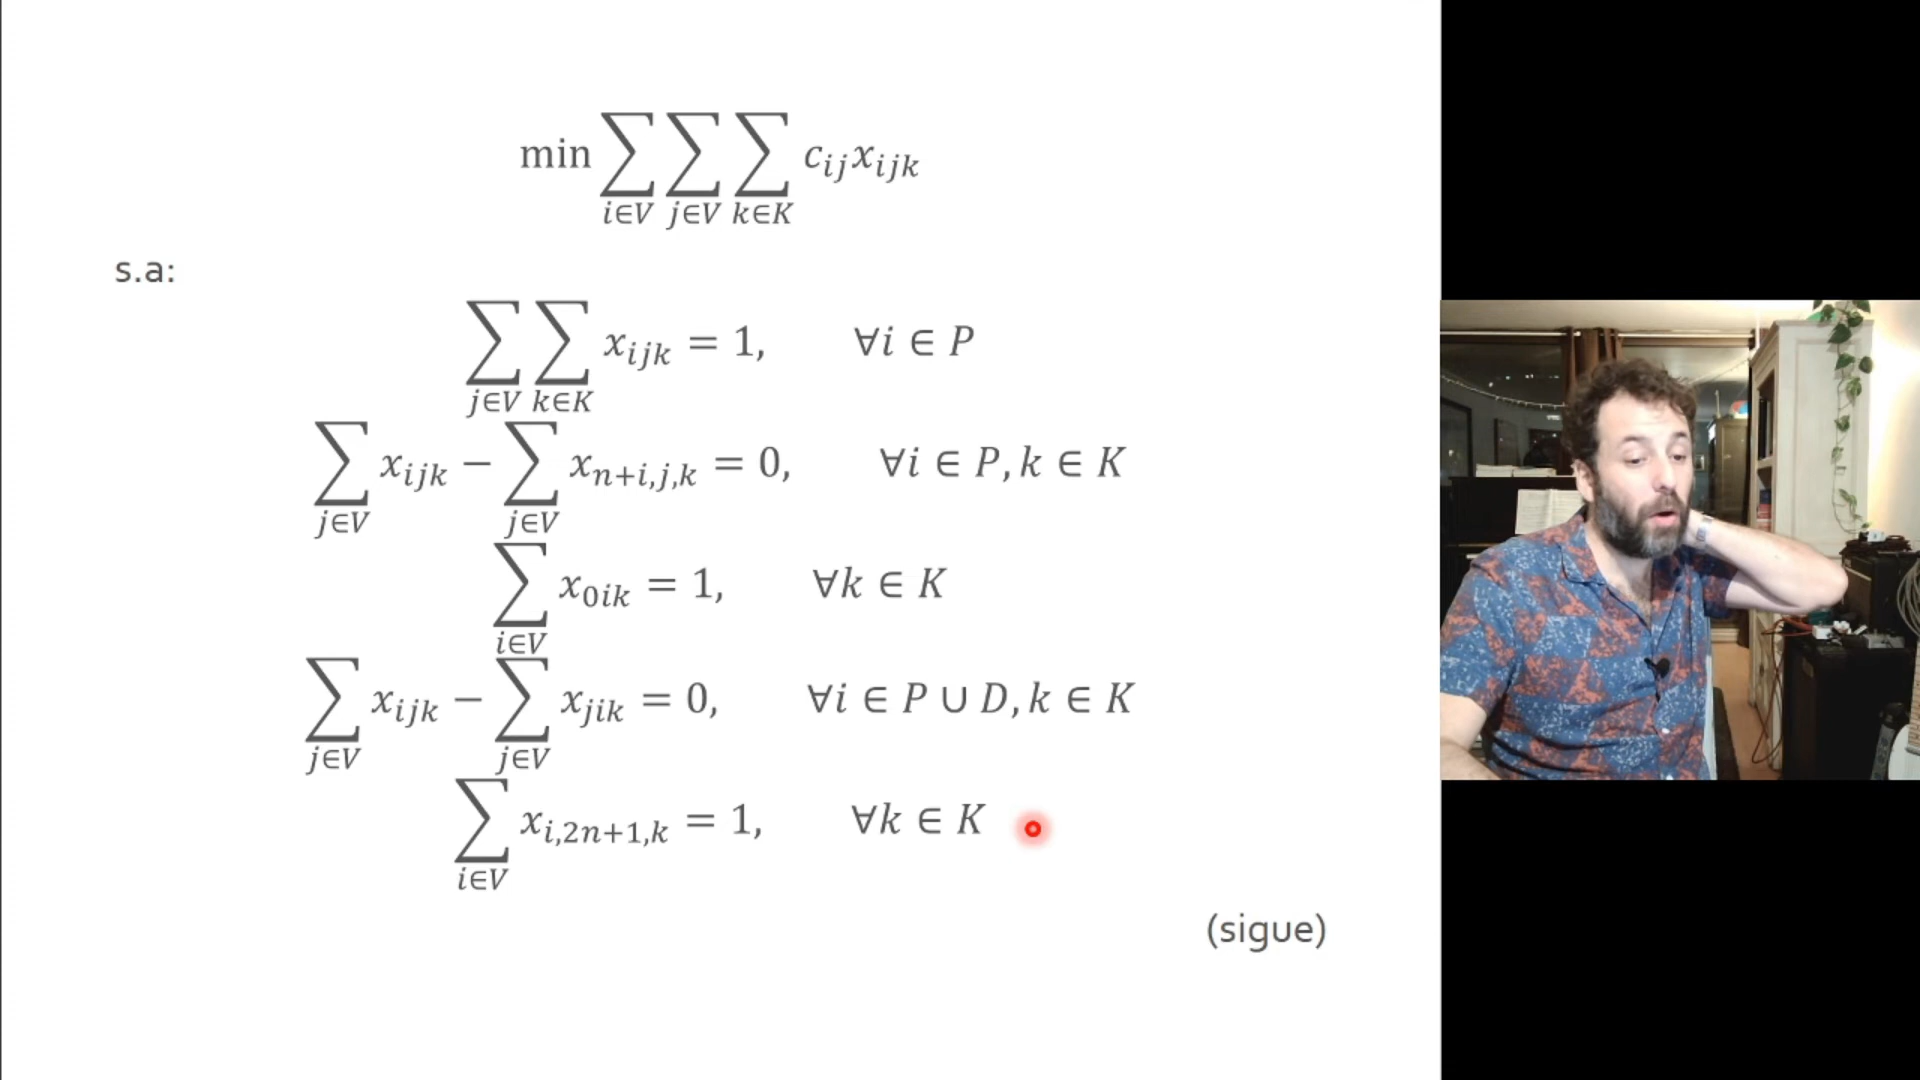 min ∑_{i∈V} ∑_{j∈V} ∑_{k∈K} c_{ij}x_{ijk}
s.a:
∑_{j∈V} ∑_{k∈K} x_{ijk} = 1, ∀i ∈ P
∑_{j∈V} x_{ijk} − ∑_{j∈V} x_{n+i,j,k} = 0, ∀i ∈ P, k ∈ K
∑_{i∈V} x_{0ik} = 1, ∀k ∈ K
∑_{j∈V} x_{ijk} − ∑_{j∈V} x_{jik} = 0, ∀i ∈ P ∪ D, k ∈ K
∑_{i∈V} x_{i,2n+1,k} = 1, ∀k ∈ K
(sigue)